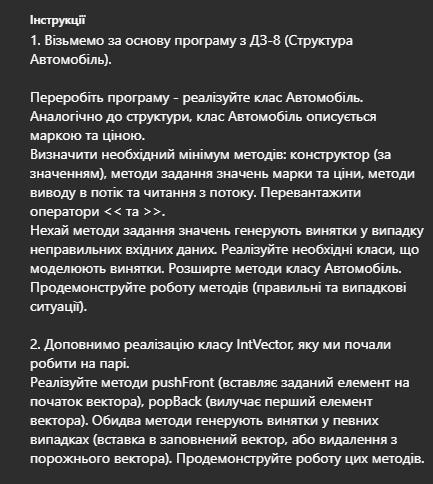 Інструкції
1. Візьмемо за основу програму з ДЗ-8 (Структура
Автомобіль).
Переробіть програму - реалізуйте клас Автомобіль.
Аналогічно до структури, клас Автомобіль описується
маркою та ціною.
Визначити необхідний мінімум методів: конструктор (за
значенням), методи задання значень марки та ціни, методи
виводу в потік та читання з потоку. Перевантажити
оператори << та >>.
Нехай методи задання значень генерують винятки у випадку
неправильних вхідних даних. Реалізуйте необхідні класи, що
моделюють винятки. Розширте методи класу Автомобіль.
Продемонструйте роботу методів (правильні та випадкові
ситуації).
2. Доповнимо реалізацію класу IntVector, яку ми почали
робити на парі.
Реалізуйте методи pushFront (вставляє заданий елемент на
початок вектора), popBack (вилучає перший елемент
вектора). Обидва методи генерують винятки у певних
випадках (вставка в заповнений вектор, або видалення з
порожнього вектора). Продемонструйте роботу цих методів.